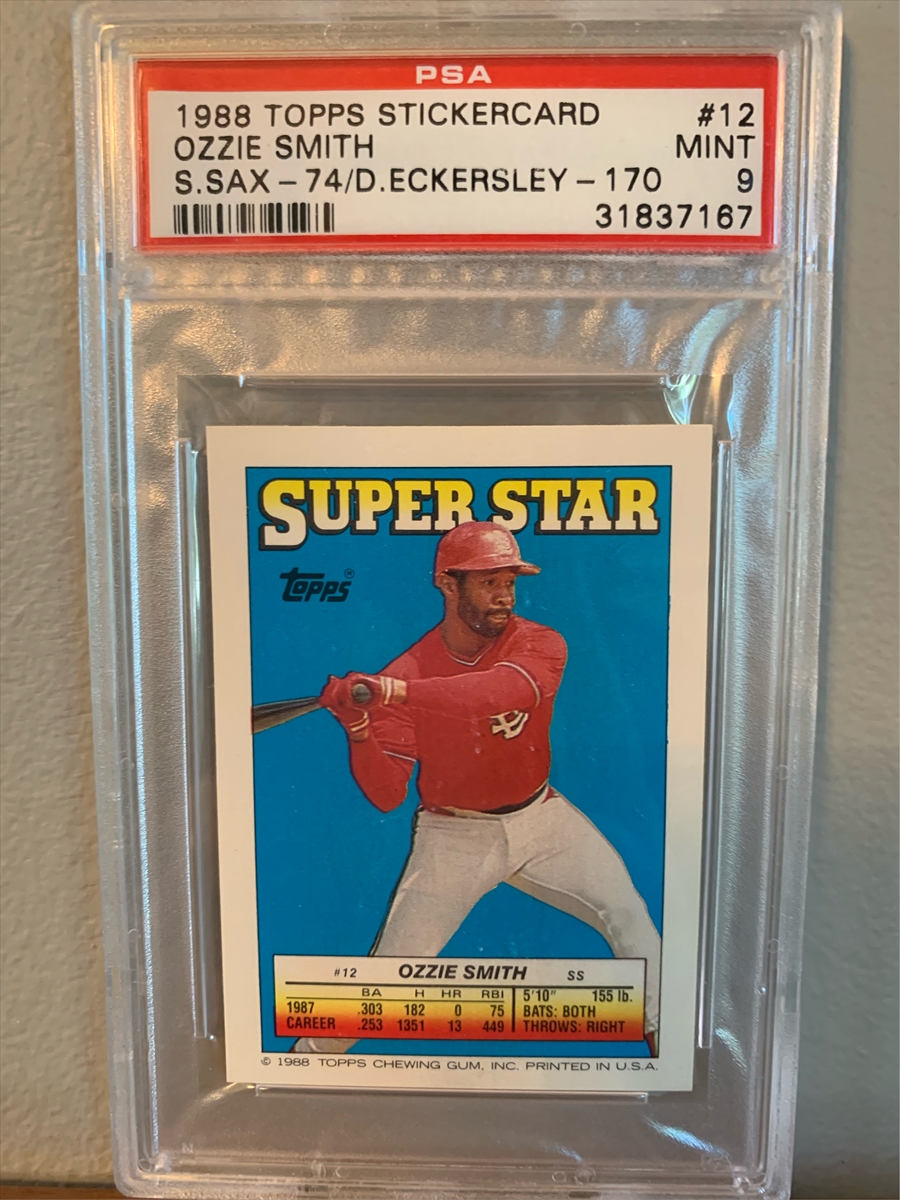 PSA
1988 TOPPS STICKERCARD #12
OZZIE SMITH MINT
S.SAX – 74/D.ECKERSLEY – 170 9
31837167
SUPER STAR
topps
#12 OZZIE SMITH SS
BA H HR RBI 5'10" 155 lb.
1987 .303 182 0 75 BATS: BOTH
CAREER .253 1351 13 449 THROWS: RIGHT
© 1988 TOPPS CHEWING GUM, INC. PRINTED IN U.S.A.